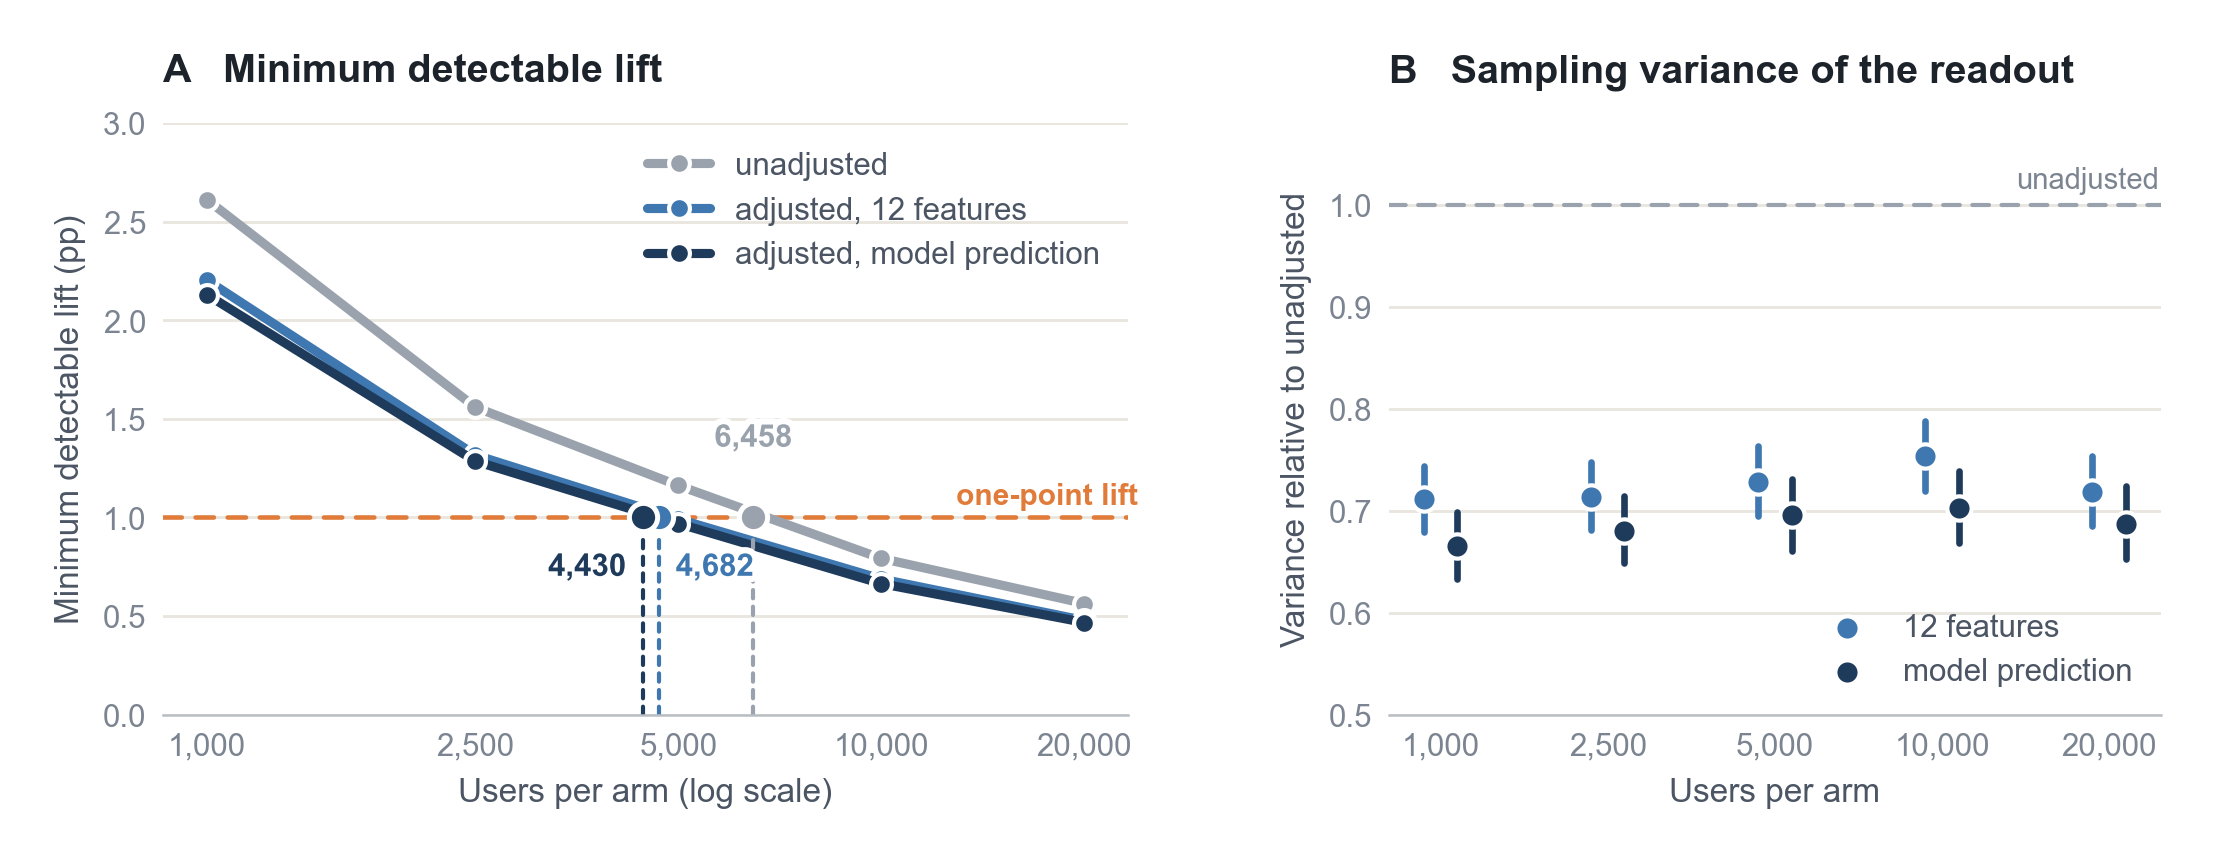 A Minimum detectable lift
Minimum detectable lift (pp)
3.0
2.5
2.0
1.5
1.0
0.5
0.0
unadjusted
adjusted, 12 features
adjusted, model prediction
6,458
one-point lift
4,430
4,682
1,000
2,500
5,000
10,000
20,000
Users per arm (log scale)
B Sampling variance of the readout
Variance relative to unadjusted
unadjusted
1.0
0.9
0.8
0.7
0.6
0.5
12 features
model prediction
1,000
2,500
5,000
10,000
20,000
Users per arm